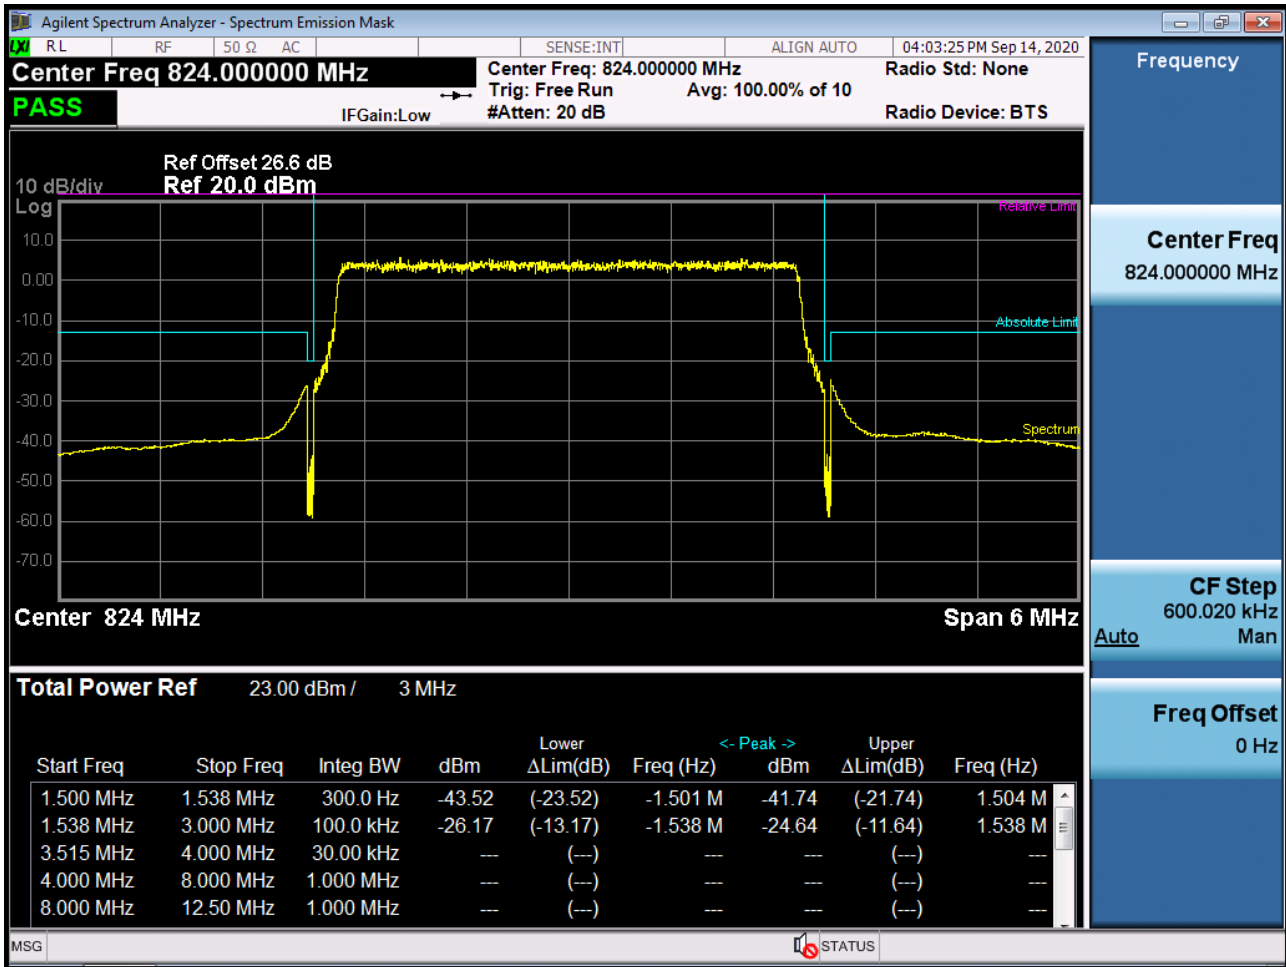 Agilent Spectrum Analyzer - Spectrum Emission Mask
LXI RL RF 50 Ω AC SENSE:INT ALIGN AUTO 04:03:25 PM Sep 14, 2020
Center Freq 824.000000 MHz
Center Freq: 824.000000 MHz Radio Std: None
Trig: Free Run Avg: 100.00% of 10
PASS
IFGain:Low #Atten: 20 dB Radio Device: BTS
Ref Offset 26.6 dB
10 dB/div Ref 20.0 dBm
Log
Relative Limit
10.0
0.00
-10.0
Absolute Limit
-20.0
-30.0
Spectrum
-40.0
-50.0
-60.0
-70.0
Center 824 MHz Span 6 MHz
Total Power Ref 23.00 dBm / 3 MHz
Lower <- Peak -> Upper
Start Freq Stop Freq Integ BW dBm ΔLim(dB) Freq (Hz) dBm ΔLim(dB) Freq (Hz)
1.500 MHz 1.538 MHz 300.0 Hz -43.52 (-23.52) -1.501 M -41.74 (-21.74) 1.504 M
1.538 MHz 3.000 MHz 100.0 kHz -26.17 (-13.17) -1.538 M -24.64 (-11.64) 1.538 M
3.515 MHz 4.000 MHz 30.00 kHz --- (---) --- --- (---) ---
4.000 MHz 8.000 MHz 1.000 MHz --- (---) --- --- (---) ---
8.000 MHz 12.50 MHz 1.000 MHz --- (---) --- --- (---) ---
MSG STATUS
Frequency
Center Freq
824.000000 MHz
CF Step
600.020 kHz
Auto Man
Freq Offset
0 Hz